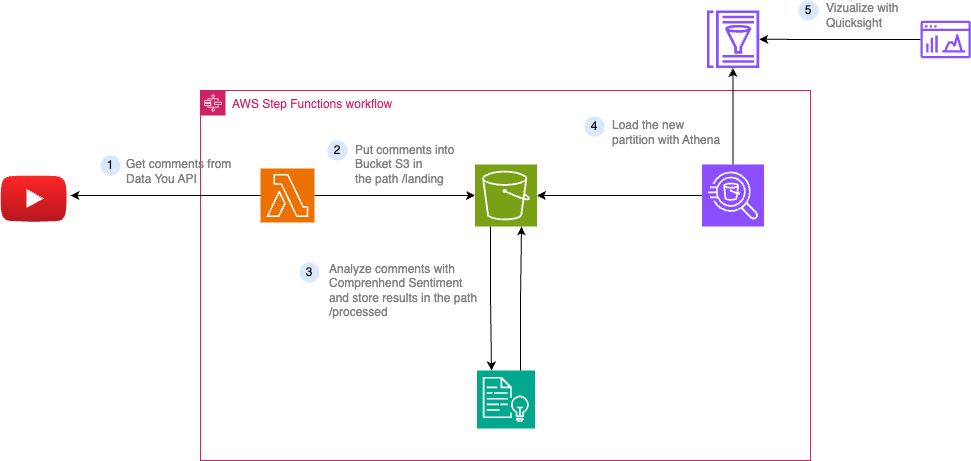 5
Vizualize with
Quicksight
AWS Step Functions workflow
4
Load the new
partition with Athena
1
Get comments from
Data You API
2
Put comments into
Bucket S3 in
the path /landing
3
Analyze comments with
Comprenhend Sentiment
and store results in the path
/processed